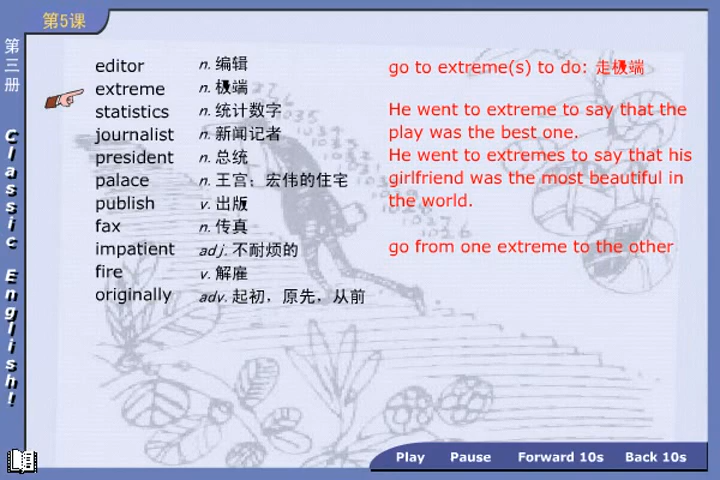 第5课
第三册
Classic English!
editor n. 编辑
extreme n. 极端
statistics n. 统计数字
journalist n. 新闻记者
president n. 总统
palace n. 王宫；宏伟的住宅
publish v. 出版
fax n. 传真
impatient adj. 不耐烦的
fire v. 解雇
originally adv. 起初，原先，从前
go to extreme(s) to do: 走极端
He went to extreme to say that the
play was the best one.
He went to extremes to say that his
girlfriend was the most beautiful in
the world.
go from one extreme to the other
Play Pause Forward 10s Back 10s